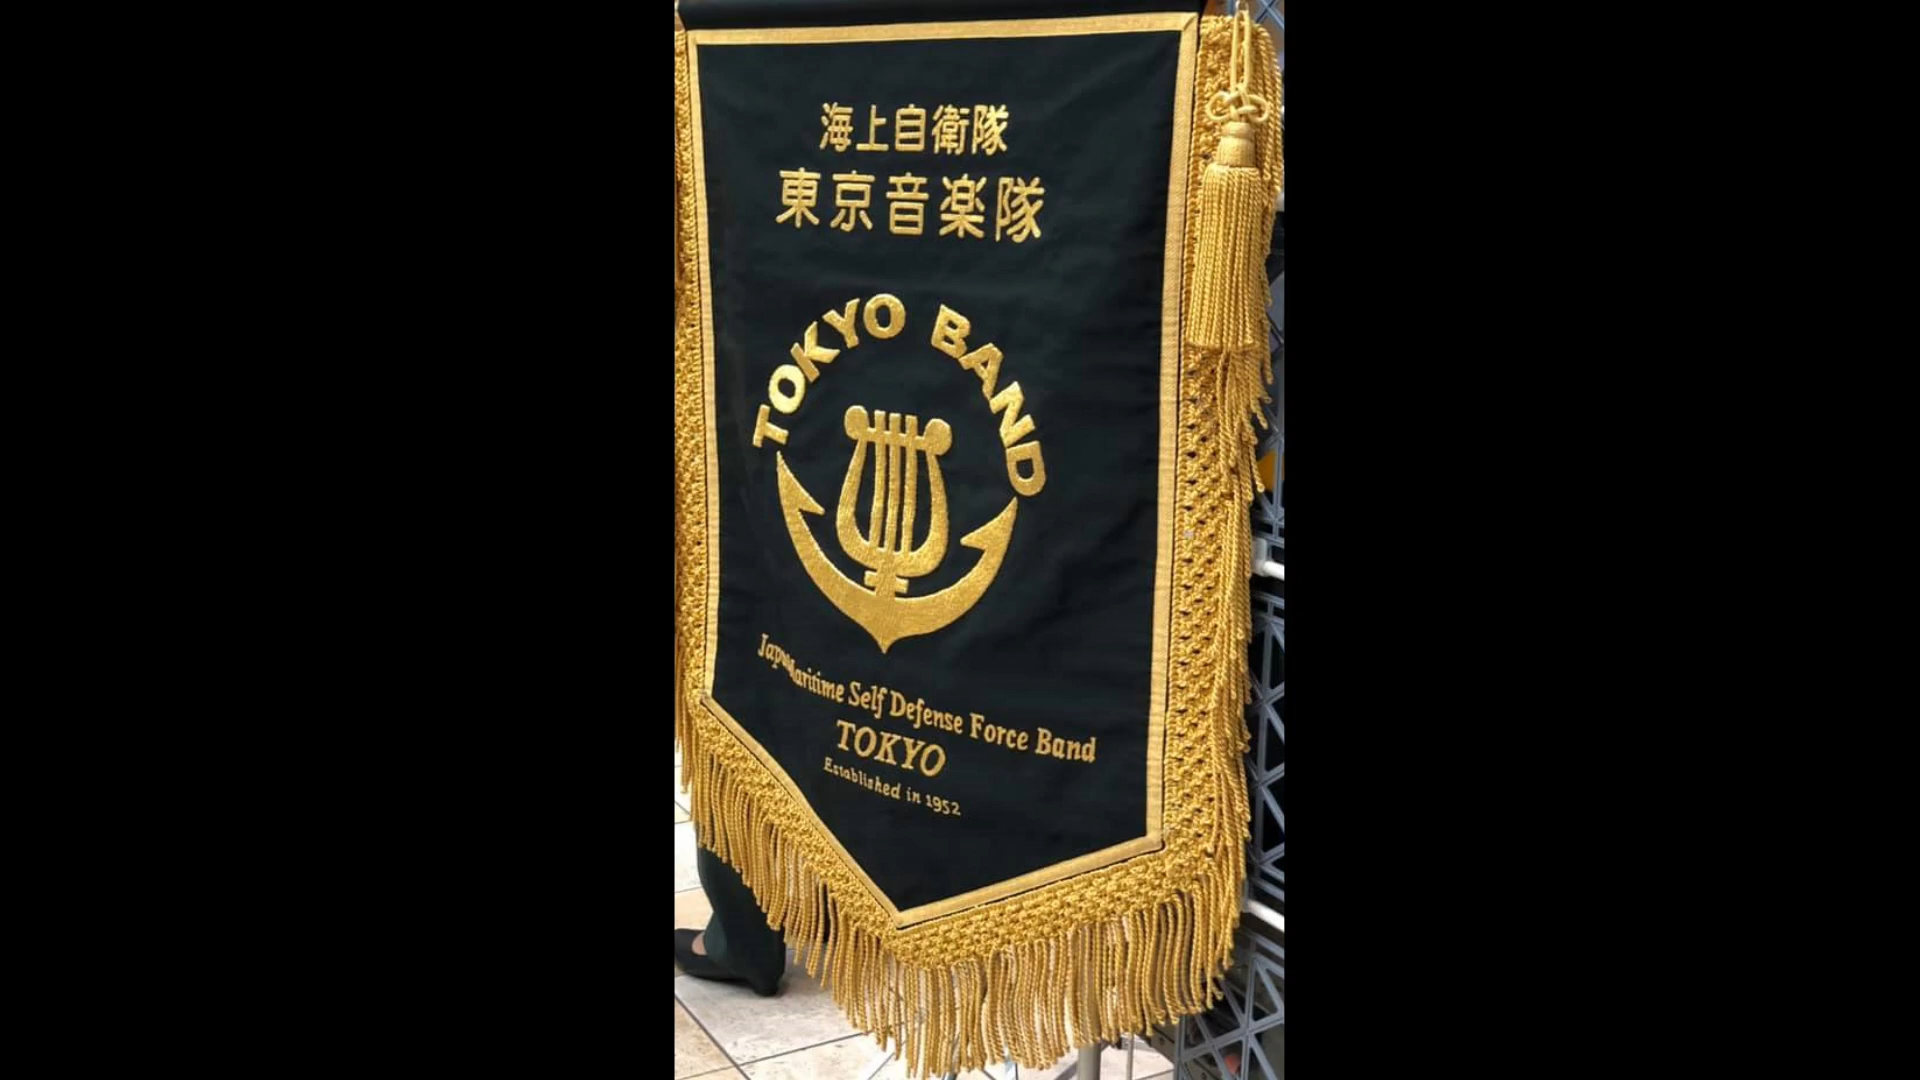 海上自衛隊
東京音楽隊
TOKYO BAND
Japan Maritime Self Defense Force Band
TOKYO
Established in 1952